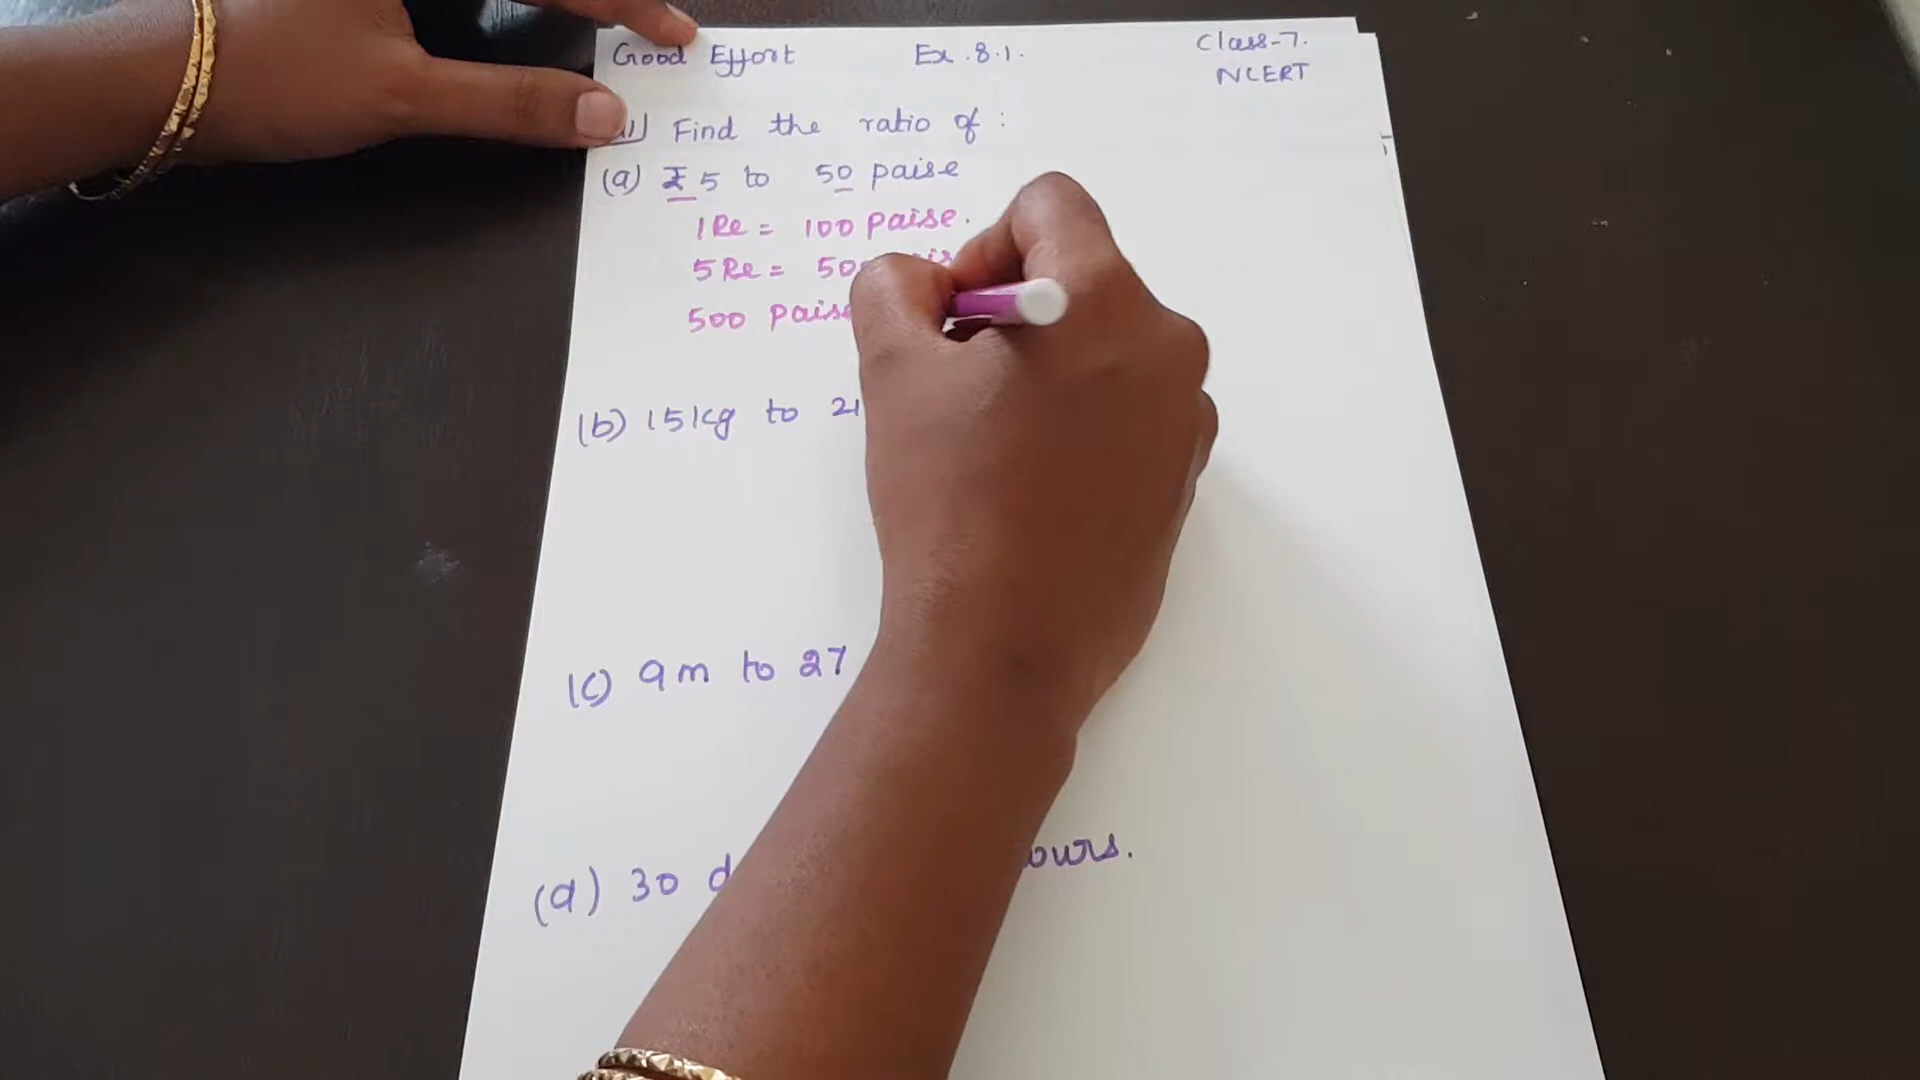 Good Effort Ex.8.1. Class-7.
NCERT
Find the ratio of :
(a) ₹5 to 50 paise
1Re = 100 paise.
5Re = 500
500 paise
(b) 15kg to
(c) 9m to 27
(d) 30